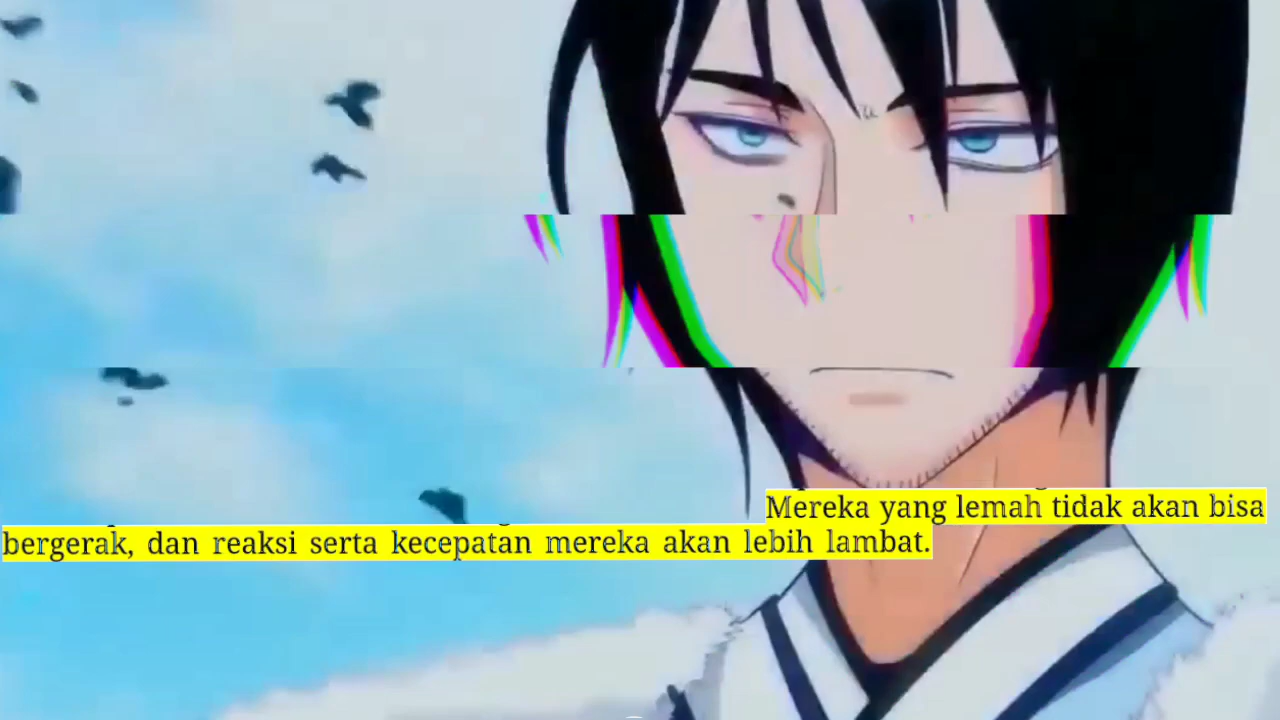 Mereka yang lemah tidak akan bisa
bergerak, dan reaksi serta kecepatan mereka akan lebih lambat.